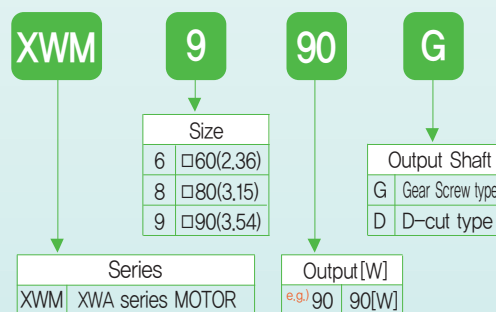 XWM 9 90 G
Size
6 □60(2.36)
8 □80(3.15)
9 □90(3.54)
Output Shaft
G Gear Screw type
D D-cut type
Series
XWM XWA series MOTOR
Output[W]
e.g.) 90 90[W]